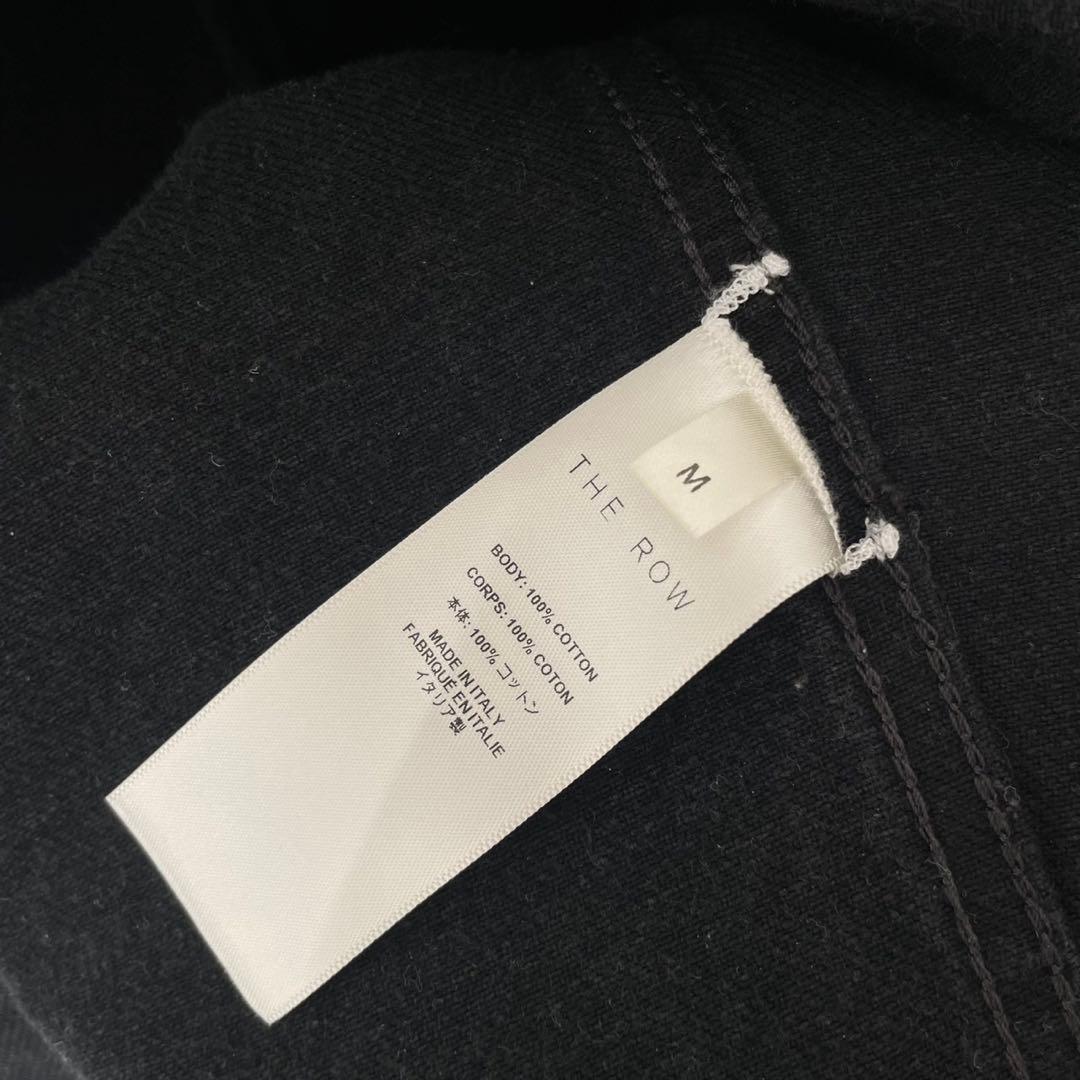 M
THE ROW
BODY: 100% COTTON
CORPS: 100% COTON
本体: 100% コットン
MADE IN ITALY
FABRIQUÉ EN ITALIE
イタリア製